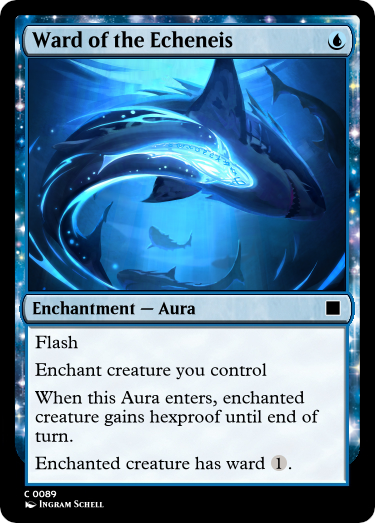 Ward of the Echeneis
Enchantment — Aura
Flash
Enchant creature you control
When this Aura enters, enchanted
creature gains hexproof until end of
turn.
Enchanted creature has ward 1.
C 0089
Ingram Schell